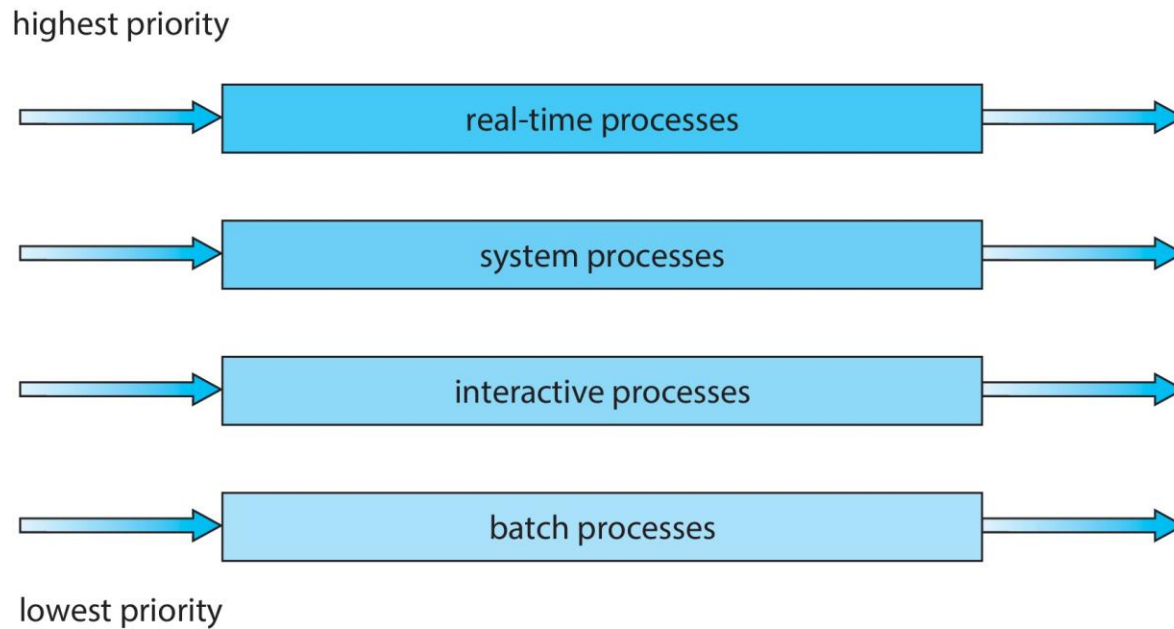 highest priority
real-time processes
system processes
interactive processes
batch processes
lowest priority